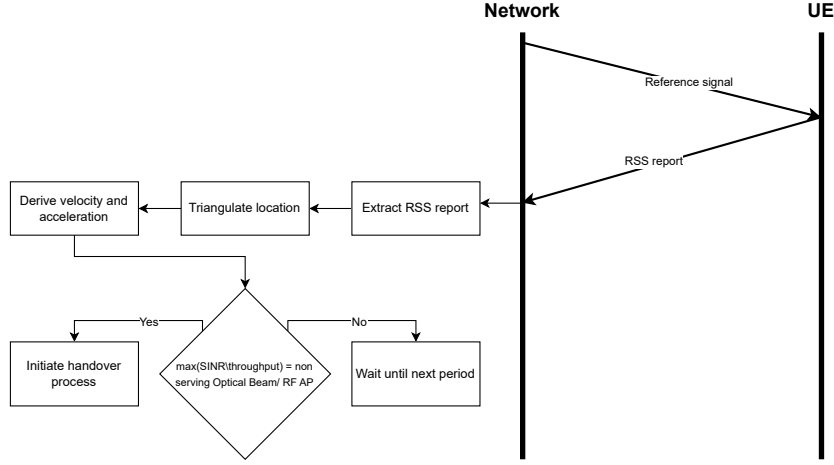 Network
UE
Reference signal
RSS report
Derive velocity and
acceleration
Triangulate location
Extract RSS report
Yes
No
Initiate handover
process
max(SINR\throughput) = non
serving Optical Beam/ RF AP
Wait until next period